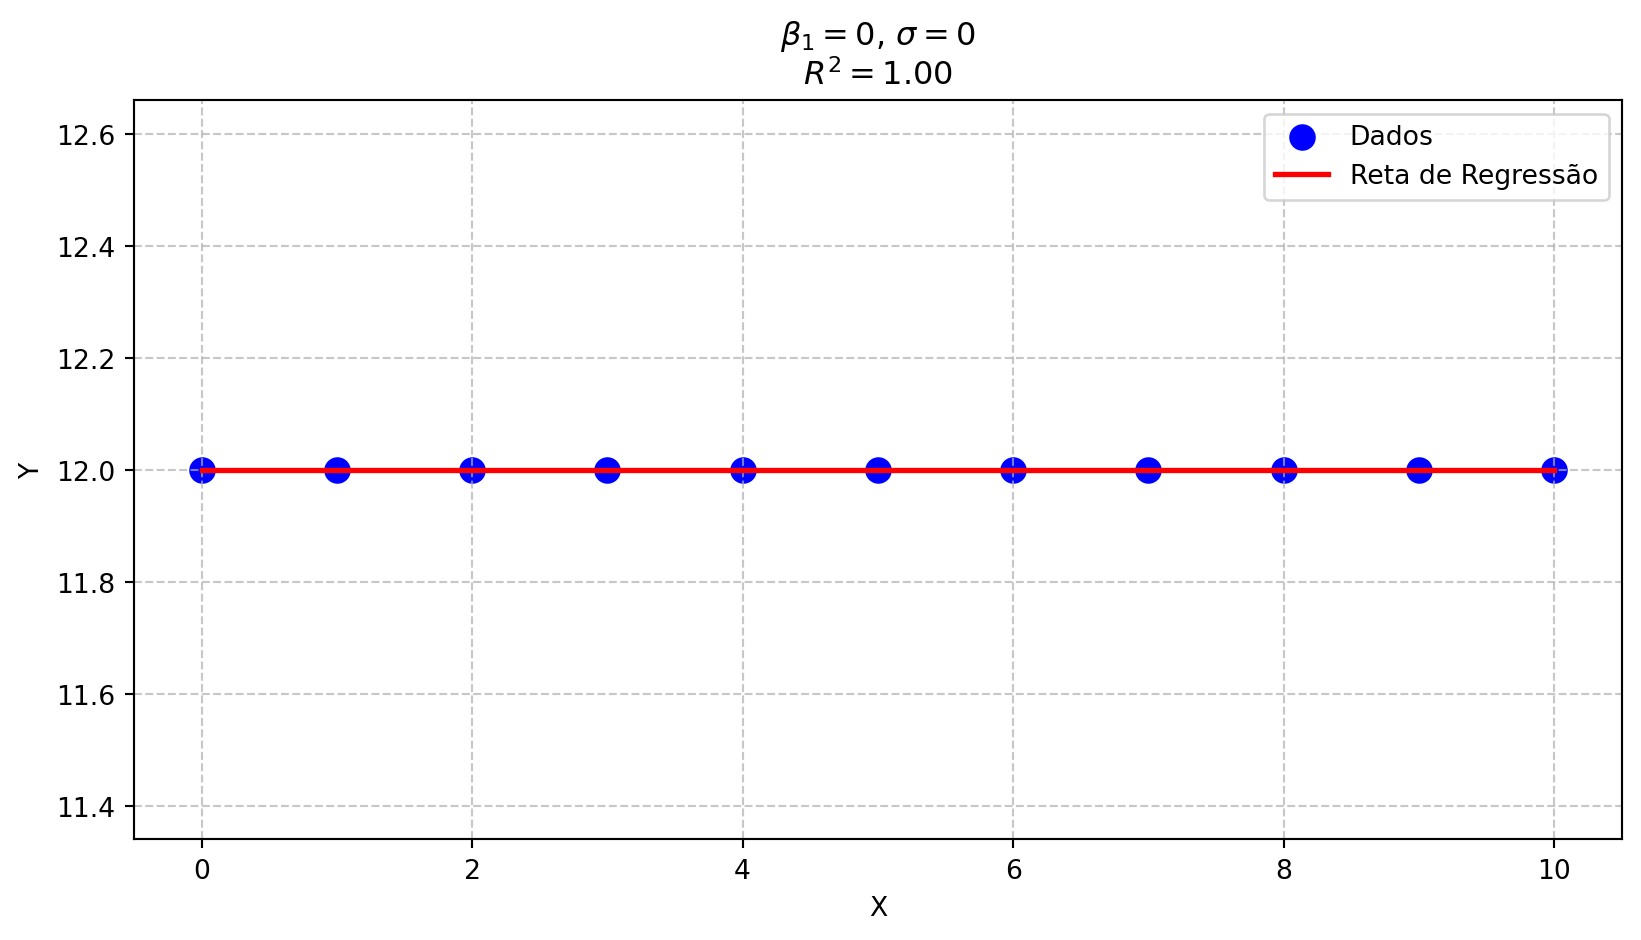 β₁ = 0, σ = 0
R² = 1.00
Dados
Reta de Regressão
12.6
12.4
12.2
12.0
11.8
11.6
11.4
Y
0 2 4 6 8 10
X